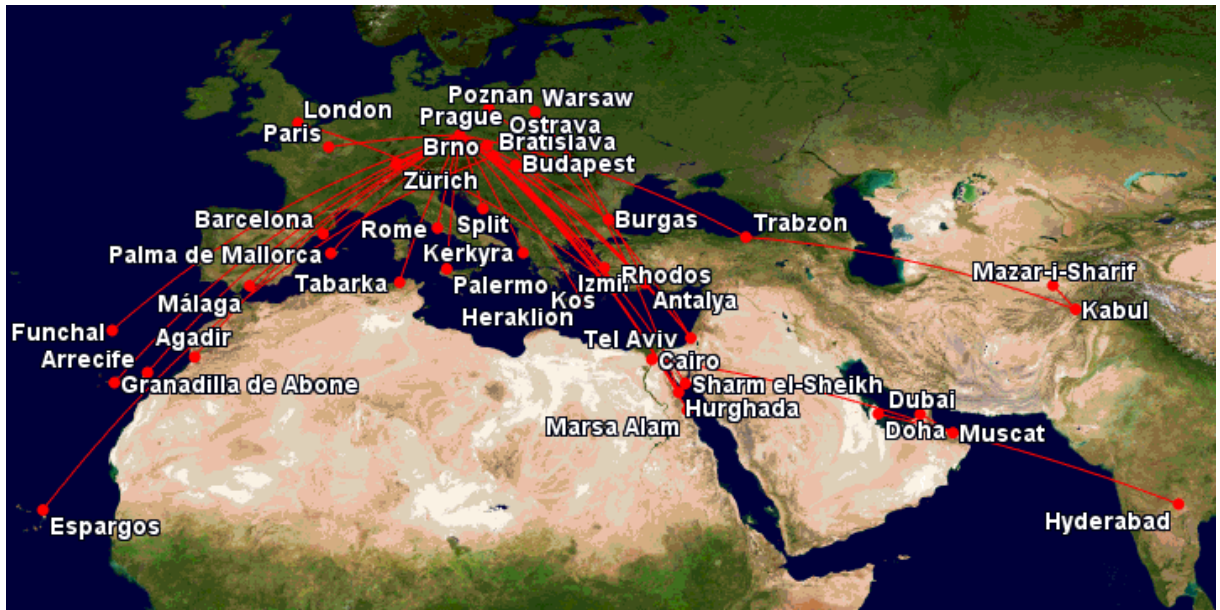 Poznan
Warsaw
London
Prague
Ostrava
Paris
Brno
Bratislava
Budapest
Zürich
Barcelona
Rome
Split
Burgas
Trabzon
Palma de Mallorca
Kerkyra
Mazar-i-Sharif
Tabarka
Palermo
Izmir
Rhodos
Málaga
Kos
Antalya
Kabul
Funchal
Agadir
Heraklion
Arrecife
Tel Aviv
Cairo
Granadilla de Abone
Sharm el-Sheikh
Dubai
Hurghada
Marsa Alam
Doha
Muscat
Espargos
Hyderabad